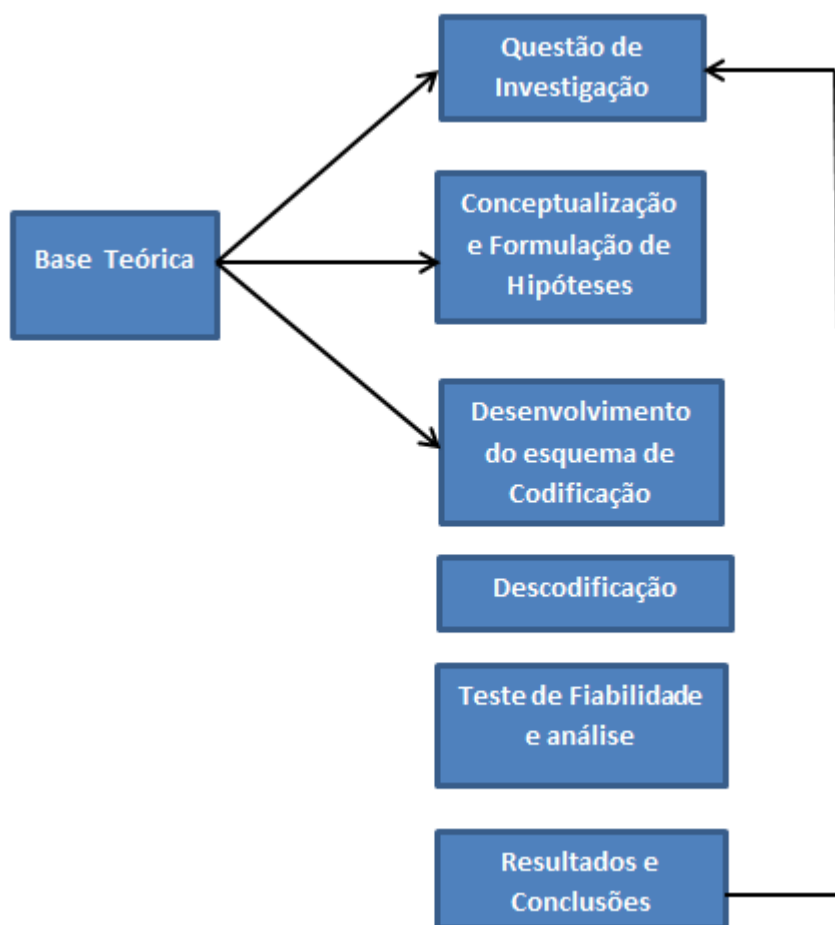 Questão de
Investigação
Conceptualização
e Formulação de
Hipóteses
Base Teórica
Desenvolvimento
do esquema de
Codificação
Descodificação
Teste de Fiabilidade
e análise
Resultados e
Conclusões